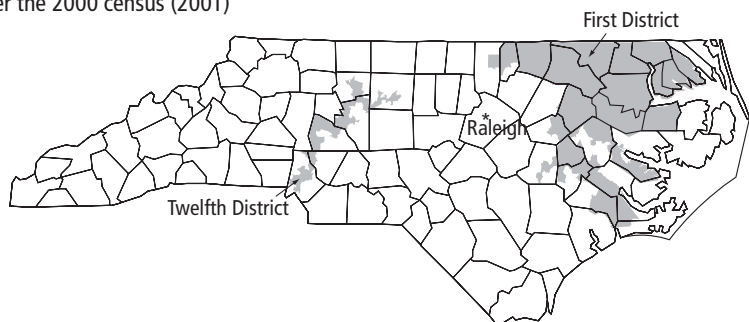 er the 2000 census (2001)
First District
*
Raleigh
Twelfth District